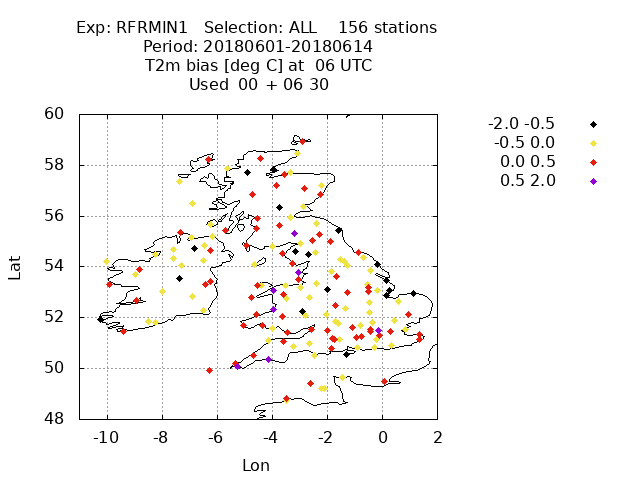 Exp: RFRMIN1 Selection: ALL 156 stations
Period: 20180601-20180614
T2m bias [deg C] at 06 UTC
Used 00 + 06 30
-2.0 -0.5
-0.5 0.0
0.0 0.5
0.5 2.0
60
58
56
54
52
50
48
Lat
-10 -8 -6 -4 -2 0 2
Lon